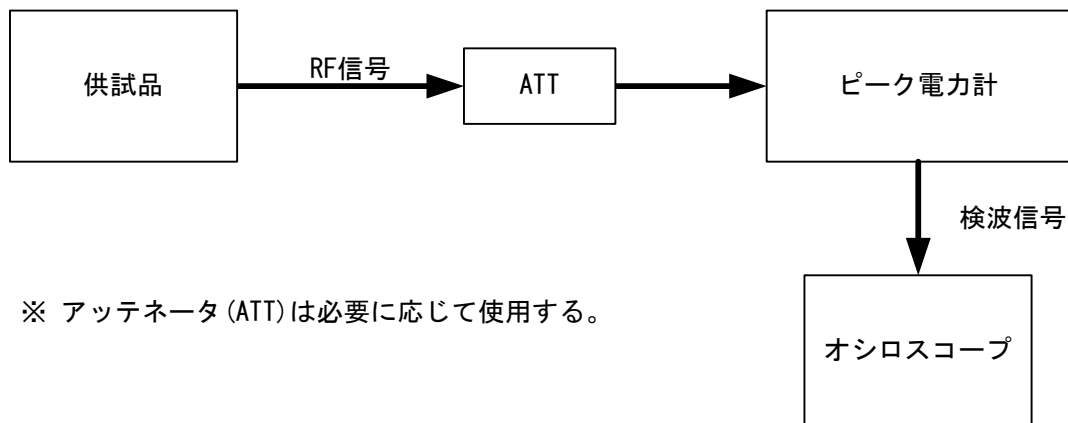 供試品
RF信号
ATT
ピーク電力計
検波信号
※ アッテネータ(ATT)は必要に応じて使用する。
オシロスコープ